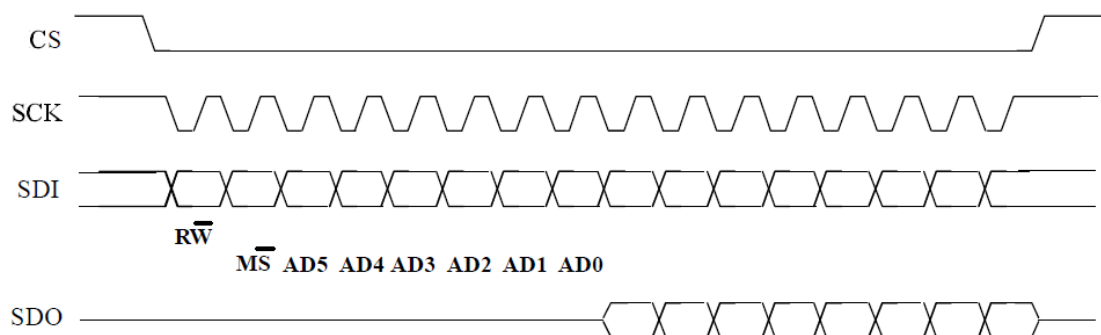 CS
SCK
SDI
RW̅
MS̅ AD5 AD4 AD3 AD2 AD1 AD0
SDO